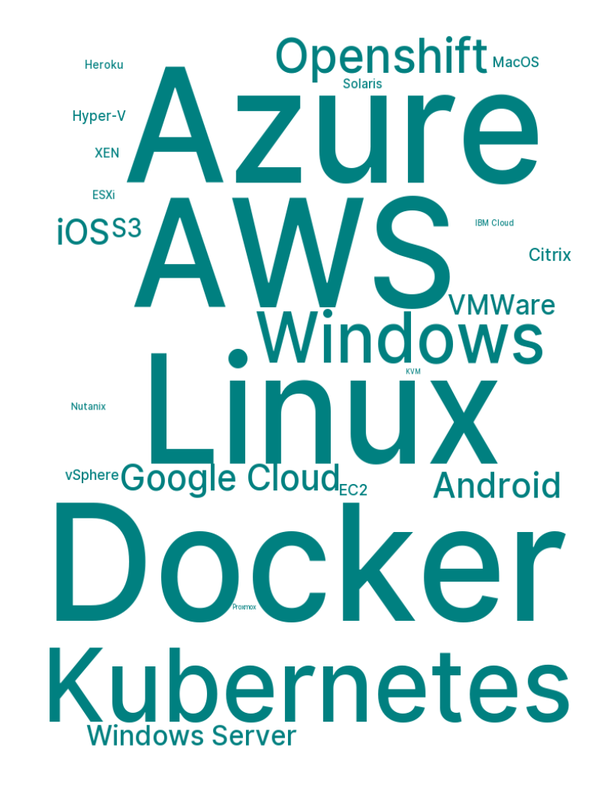 Openshift
Heroku
MacOS
Solaris
Azure
Hyper-V
XEN
ESXi
iOS
S3
AWS
IBM Cloud
Citrix
VMWare
Windows
KVM
Linux
Nutanix
vSphere
Google Cloud
EC2
Android
Docker
Proxmox
Kubernetes
Windows Server